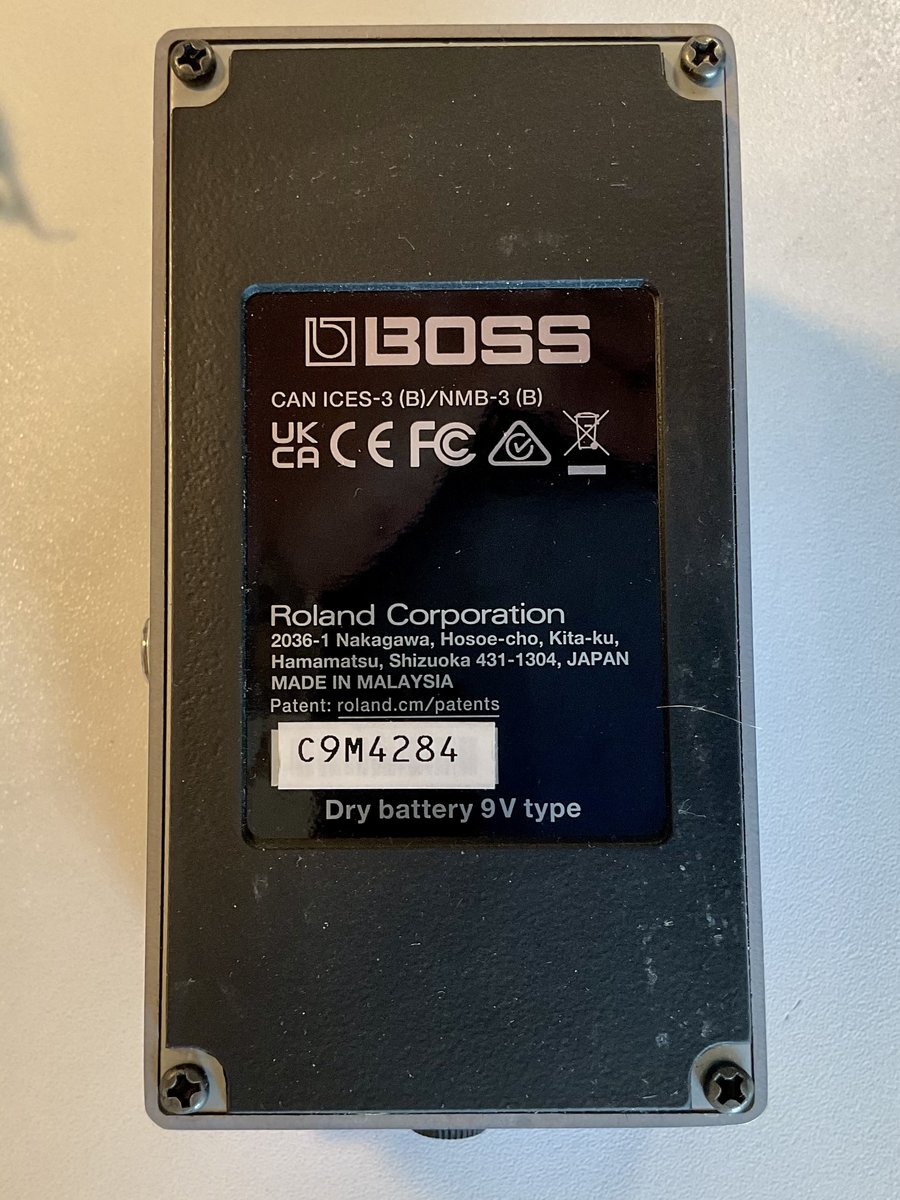 BOSS
CAN ICES-3 (B)/NMB-3 (B)
UK CA CE FC
Roland Corporation
2036-1 Nakagawa, Hosoe-cho, Kita-ku,
Hamamatsu, Shizuoka 431-1304, JAPAN
MADE IN MALAYSIA
Patent: roland.cm/patents
C9M4284
Dry battery 9V type